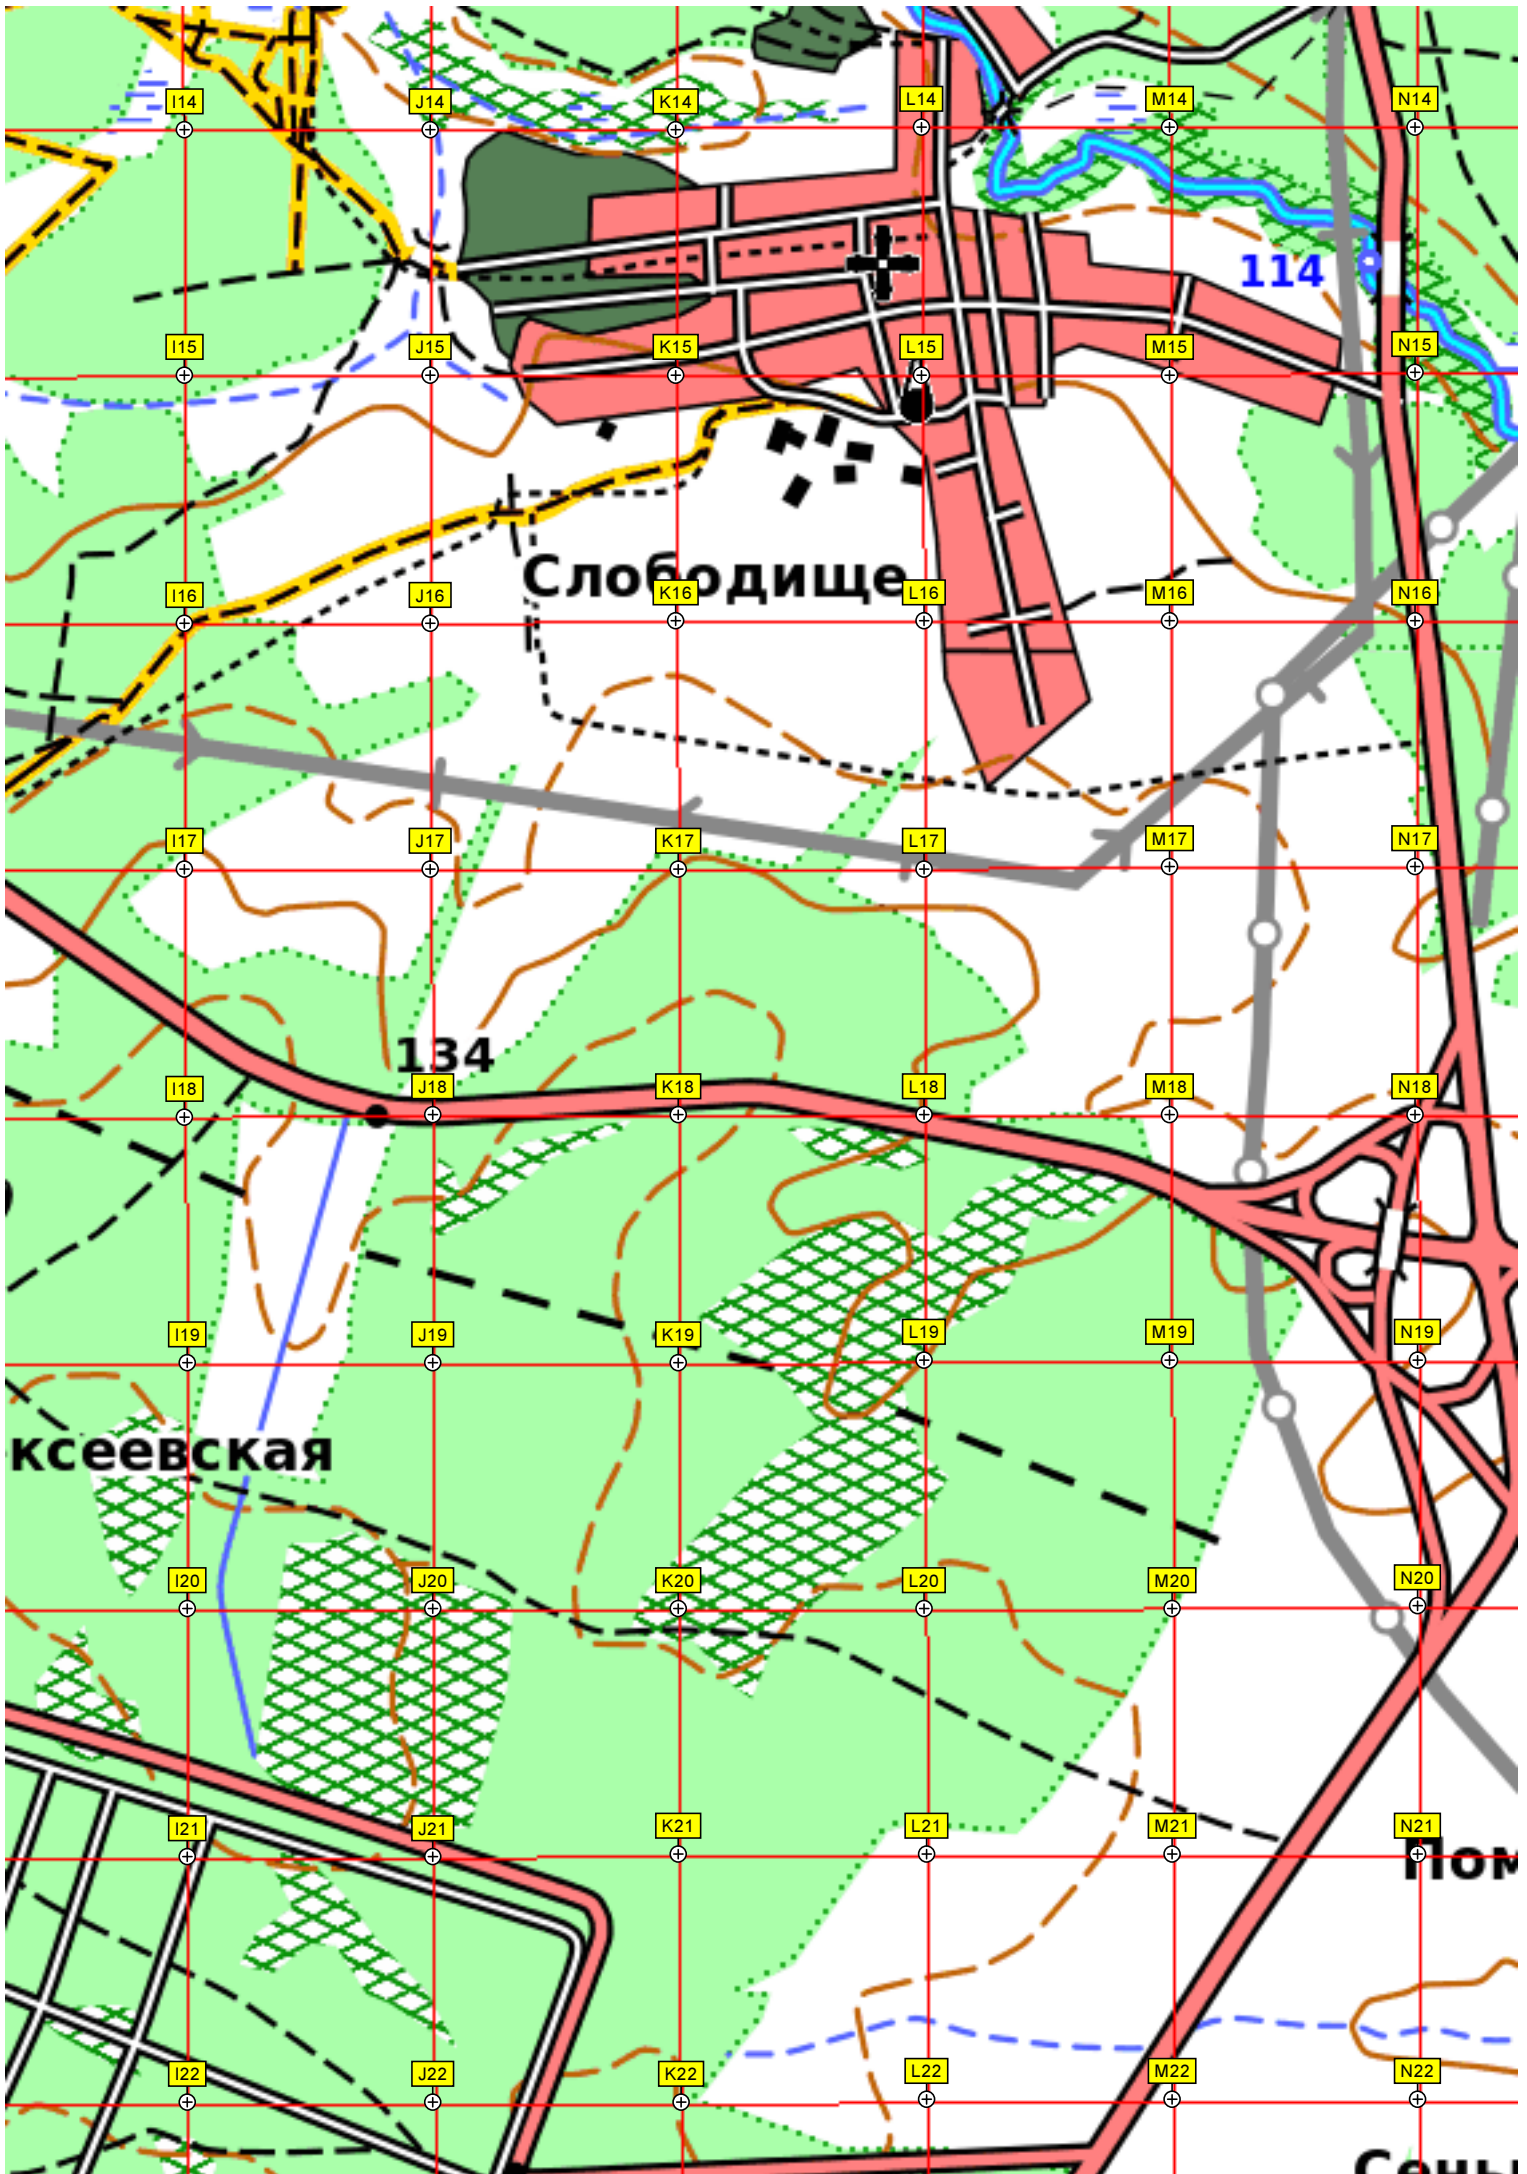 I14 J14 K14 L14 M14 N14
114
I15 J15 K15 L15 M15 N15
Слободище
I16 J16 K16 L16 M16 N16
I17 J17 K17 L17 M17 N17
134
I18 J18 K18 L18 M18 N18
I19 J19 K19 L19 M19 N19
ксеевская
I20 J20 K20 L20 M20 N20
I21 J21 K21 L21 M21 N21
Пом
I22 J22 K22 L22 M22 N22